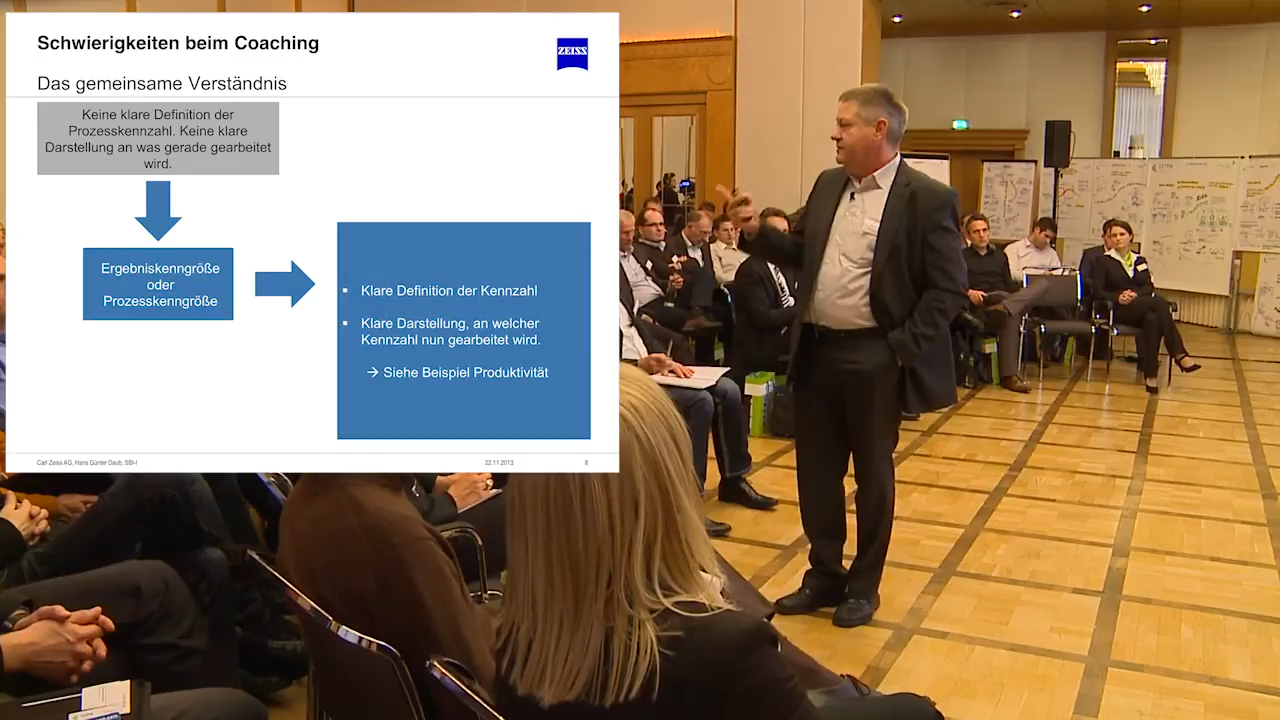 Schwierigkeiten beim Coaching
ZEISS
Das gemeinsame Verständnis
Keine klare Definition der
Prozesskennzahl. Keine klare
Darstellung an was gerade gearbeitet
wird.
Ergebniskenngröße
oder
Prozesskenngröße
▪ Klare Definition der Kennzahl
▪ Klare Darstellung, an welcher
Kennzahl nun gearbeitet wird.
→ Siehe Beispiel Produktivität
Carl Zeiss AG, Hans Günter Daub, SBI-I
22.11.2013
8